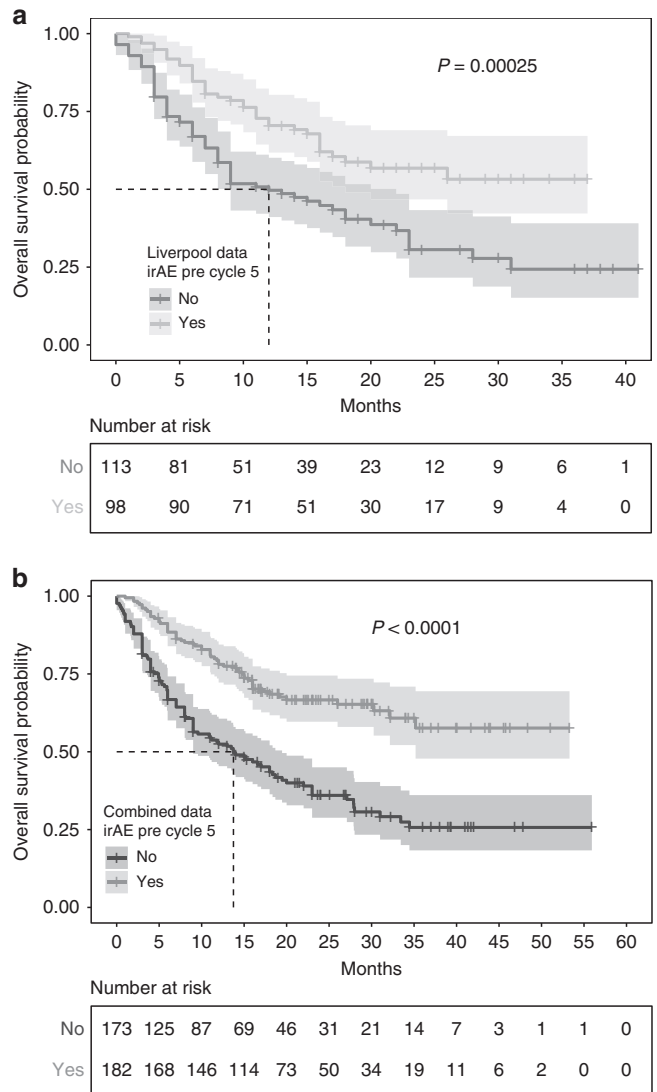 a
1.00
0.75
0.50
0.25
0.00
Overall survival probability
P = 0.00025
Liverpool data
irAE pre cycle 5
No
Yes
0 5 10 15 20 25 30 35 40
Months
Number at risk
No 113 81 51 39 23 12 9 6 1
Yes 98 90 71 51 30 17 9 4 0
b
1.00
0.75
0.50
0.25
0.00
Overall survival probability
P < 0.0001
Combined data
irAE pre cycle 5
No
Yes
0 5 10 15 20 25 30 35 40 45 50 55 60
Months
Number at risk
No 173 125 87 69 46 31 21 14 7 3 1 1 0
Yes 182 168 146 114 73 50 34 19 11 6 2 0 0